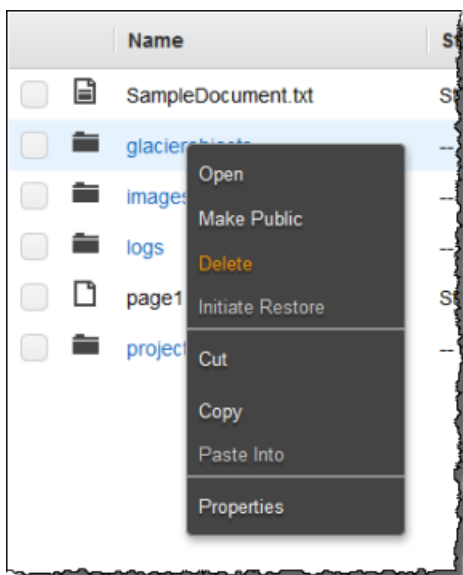 Name
SampleDocument.txt
glacierobjects
--
images
--
logs
--
page1
project
--
Open
Make Public
Delete
Initiate Restore
Cut
Copy
Paste Into
Properties